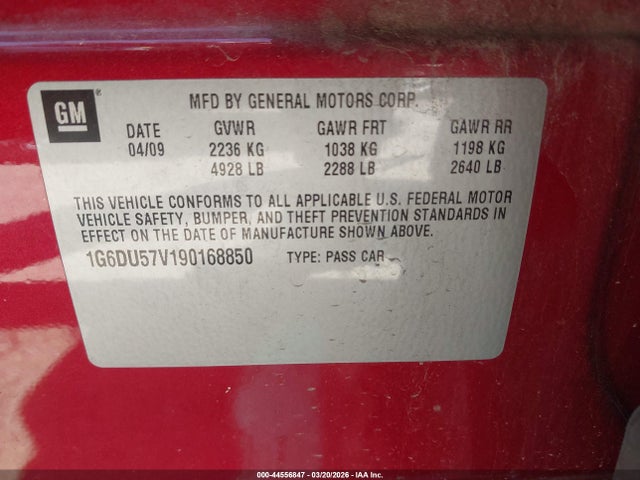 GM
®
MFD BY GENERAL MOTORS CORP.
DATE GVWR GAWR FRT GAWR RR
04/09 2236 KG 1038 KG 1198 KG
4928 LB 2288 LB 2640 LB
THIS VEHICLE CONFORMS TO ALL APPLICABLE U.S. FEDERAL MOTOR
VEHICLE SAFETY, BUMPER, AND THEFT PREVENTION STANDARDS IN
EFFECT ON THE DATE OF MANUFACTURE SHOWN ABOVE.
1G6DU57V190168850 TYPE: PASS CAR
000-44556847 | 03/20/2026 | IAA Inc.